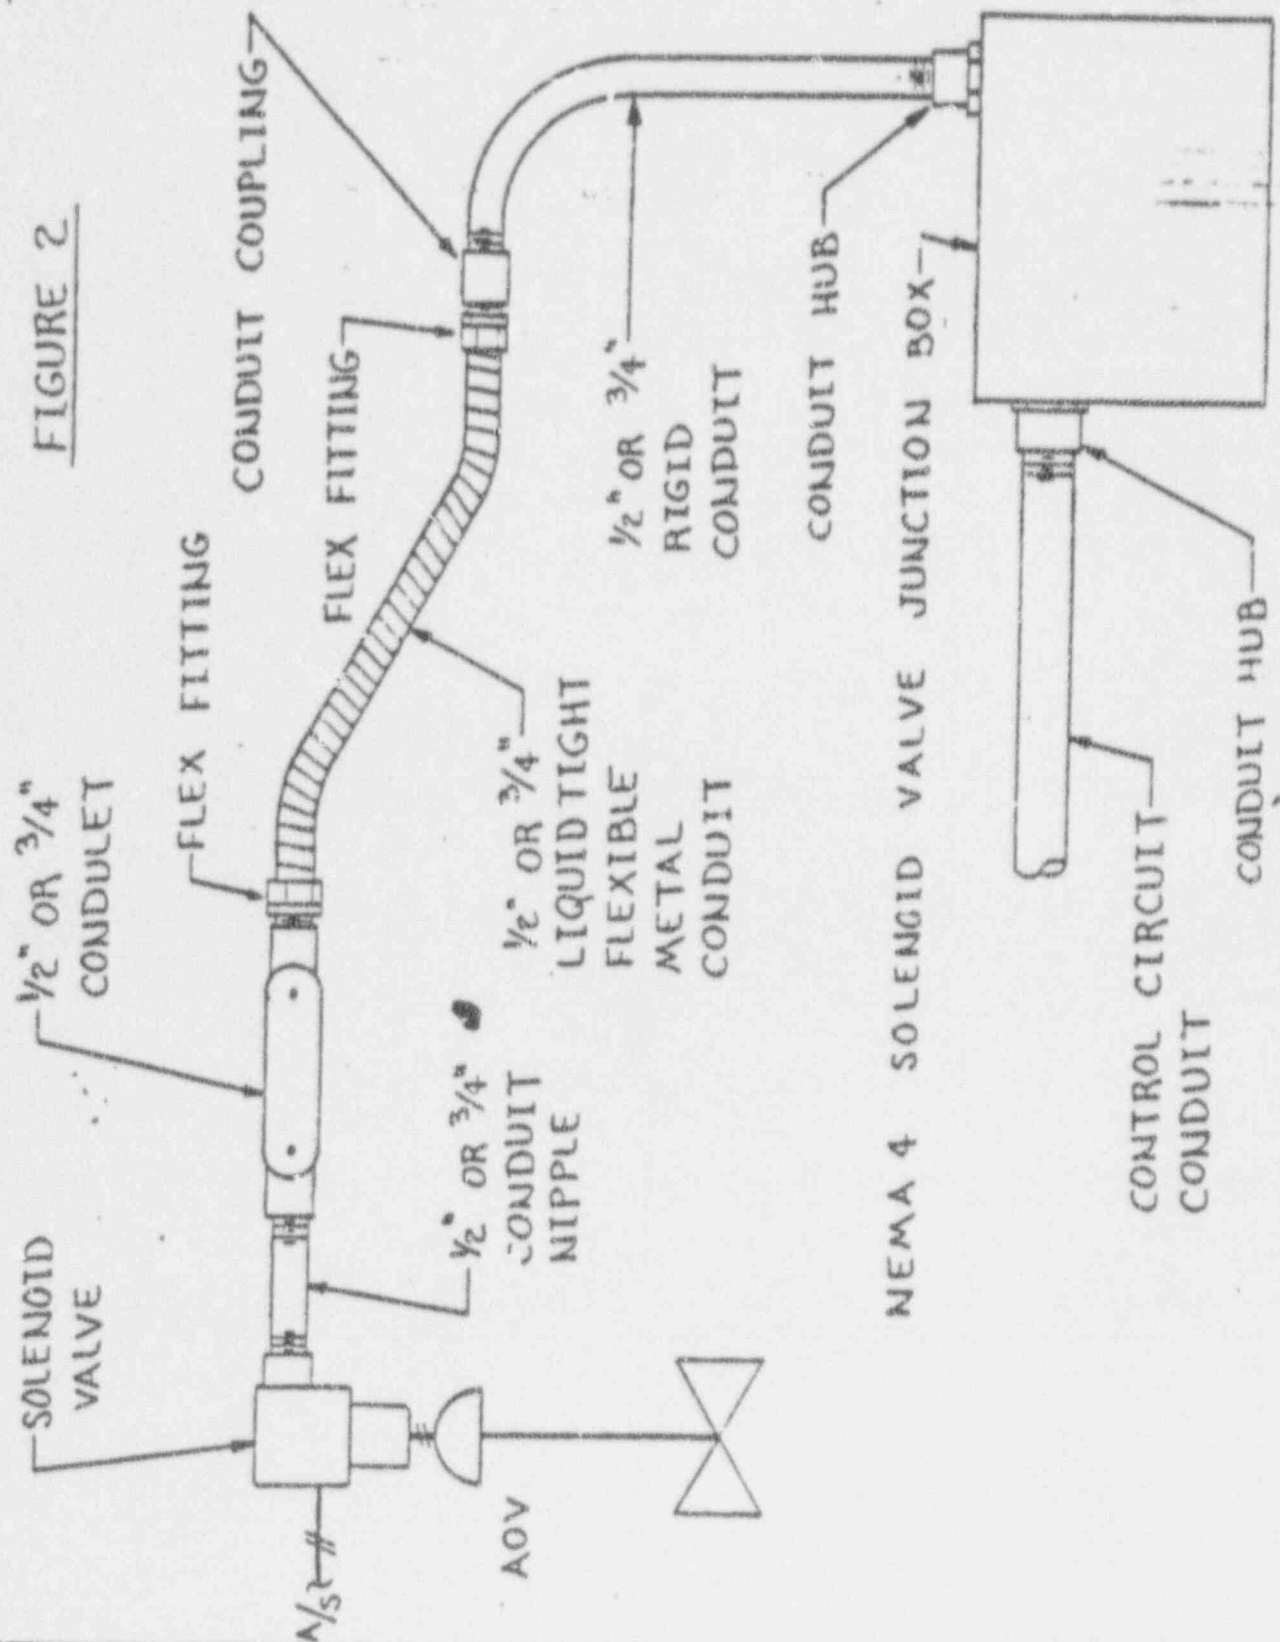 FIGURE 2
SOLENOID
VALVE
1/2" OR 3/4"
CONDULET
FLEX FITTING
CONDUIT COUPLING
FLEX FITTING
A/S
AOV
1/2" OR 3/4"
CONDUIT
NIPPLE
1/2" OR 3/4"
LIQUID TIGHT
FLEXIBLE
METAL
CONDUIT
1/2" OR 3/4"
RIGID
CONDUIT
CONDUIT HUB
NEMA 4 SOLENOID VALVE JUNCTION BOX
CONTROL CIRCUIT
CONDUIT
CONDUIT HUB